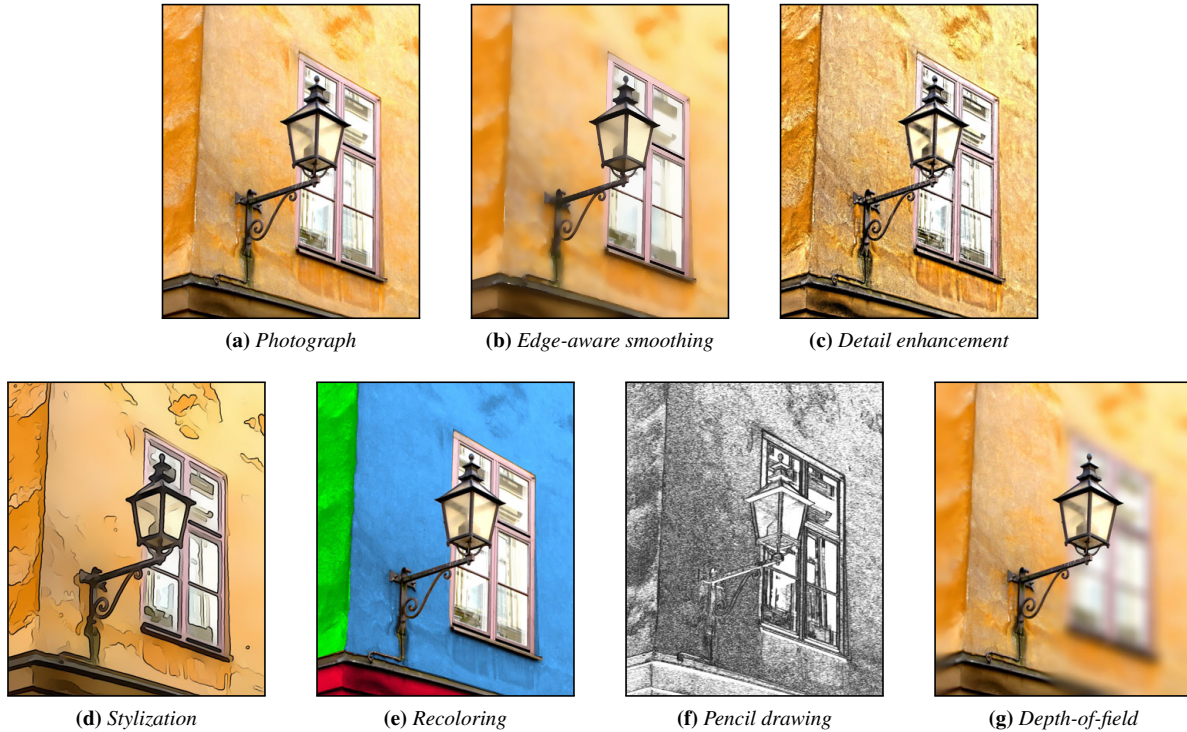 (a) Photograph
(b) Edge-aware smoothing
(c) Detail enhancement
(d) Stylization
(e) Recoloring
(f) Pencil drawing
(g) Depth-of-field